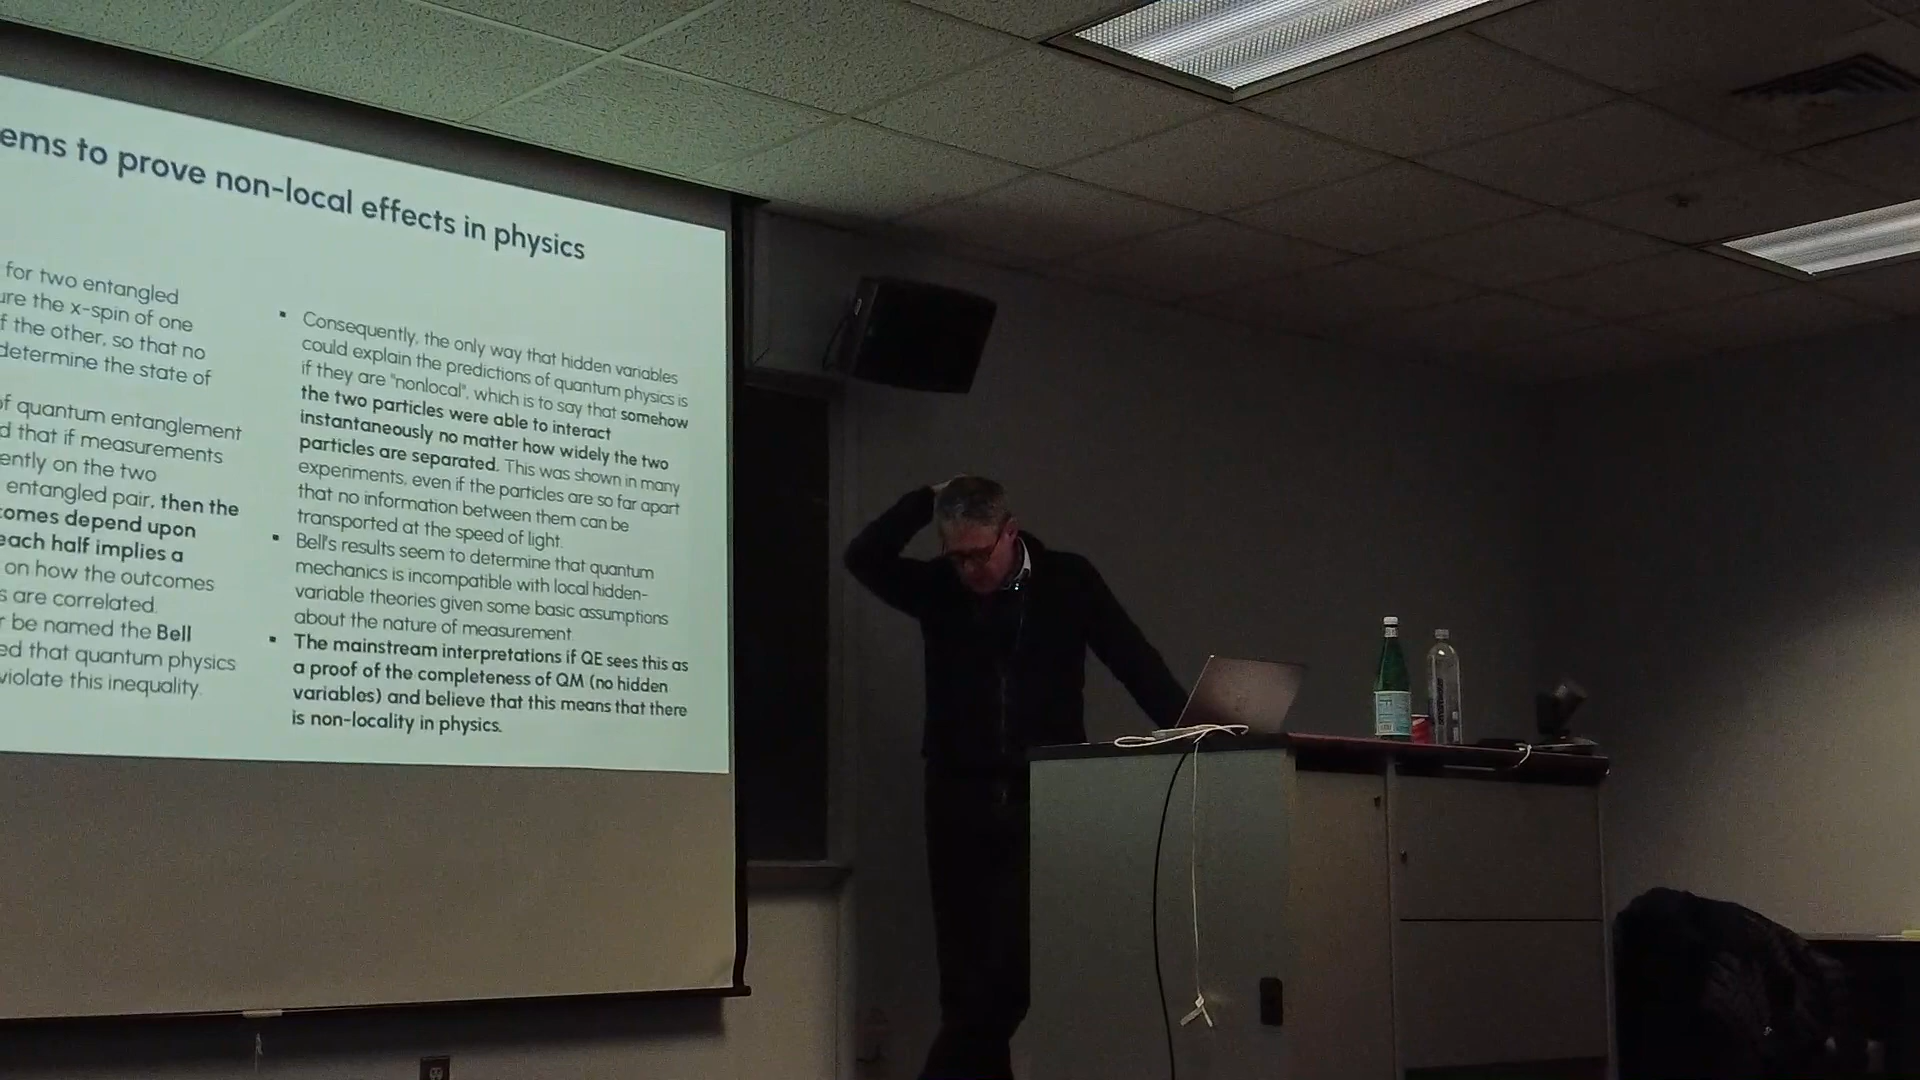 ems to prove non-local effects in physics
for two entangled
ure the x-spin of one
f the other, so that no
determine the state of
of quantum entanglement
d that if measurements
ently on the two
entangled pair, then the
comes depend upon
each half implies a
on how the outcomes
s are correlated.
r be named the Bell
ed that quantum physics
violate this inequality.
▪ Consequently, the only way that hidden variables
could explain the predictions of quantum physics is
if they are "nonlocal", which is to say that somehow
the two particles were able to interact
instantaneously no matter how widely the two
particles are separated. This was shown in many
experiments, even if the particles are so far apart
that no information between them can be
transported at the speed of light.
▪ Bell's results seem to determine that quantum
mechanics is incompatible with local hidden-
variable theories given some basic assumptions
about the nature of measurement.
▪ The mainstream interpretations if QE sees this as
a proof of the completeness of QM (no hidden
variables) and believe that this means that there
is non-locality in physics.